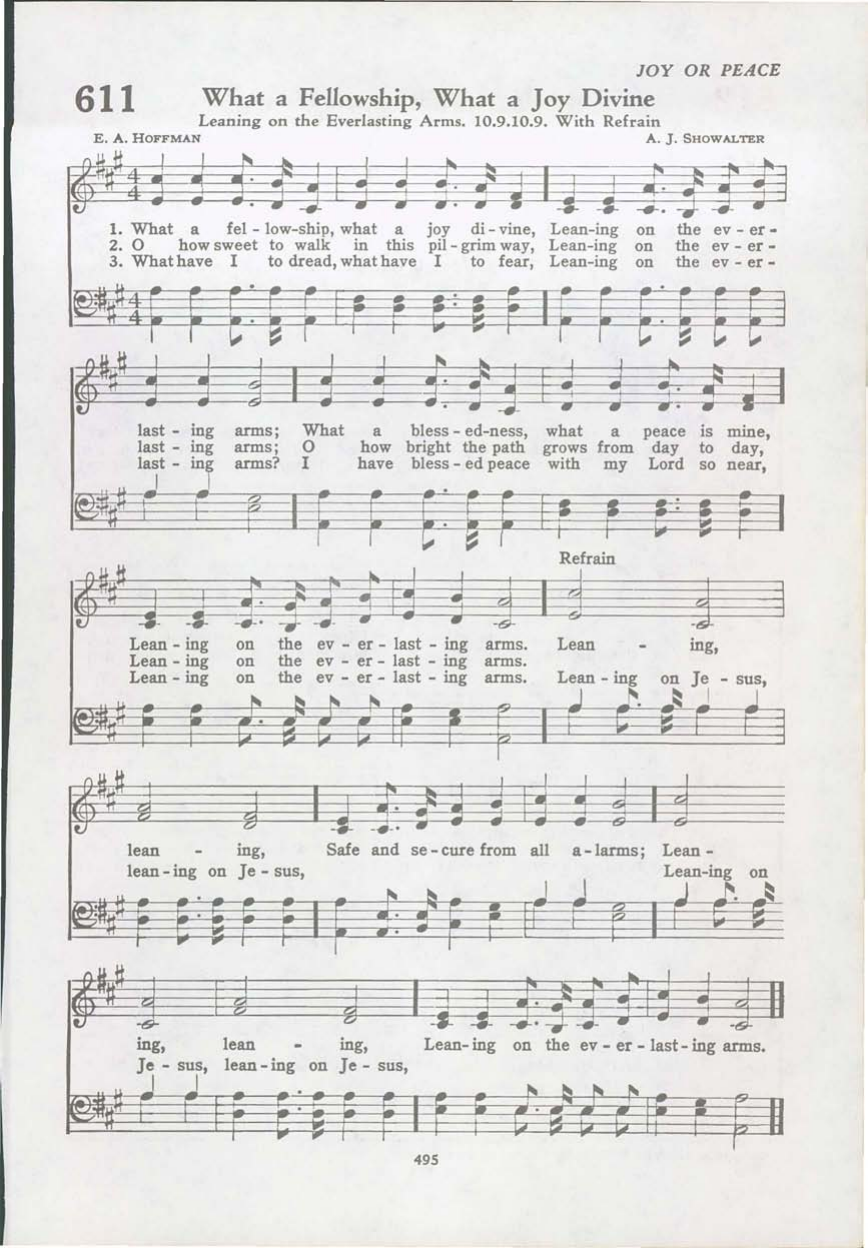 JOY OR PEACE
611 What a Fellowship, What a Joy Divine
Leaning on the Everlasting Arms. 10.9.10.9. With Refrain
E. A. HOFFMAN A. J. SHOWALTER
1. What a fel - low-ship, what a joy di - vine, Lean-ing on the ev - er -
2. O how sweet to walk in this pil - grim way, Lean-ing on the ev - er -
3. What have I to dread, what have I to fear, Lean-ing on the ev - er -
last - ing arms; What a bless - ed-ness, what a peace is mine,
last - ing arms; O how bright the path grows from day to day,
last - ing arms? I have bless - ed peace with my Lord so near,
Refrain
Lean - ing on the ev - er - last - ing arms. Lean - ing,
Lean - ing on the ev - er - last - ing arms.
Lean - ing on the ev - er - last - ing arms. Lean - ing on Je - sus,
lean - ing, Safe and se - cure from all a - larms; Lean -
lean - ing on Je - sus, Lean-ing on
ing, lean - ing, Lean- ing on the ev - er - last - ing arms.
Je - sus, lean - ing on Je - sus,
495